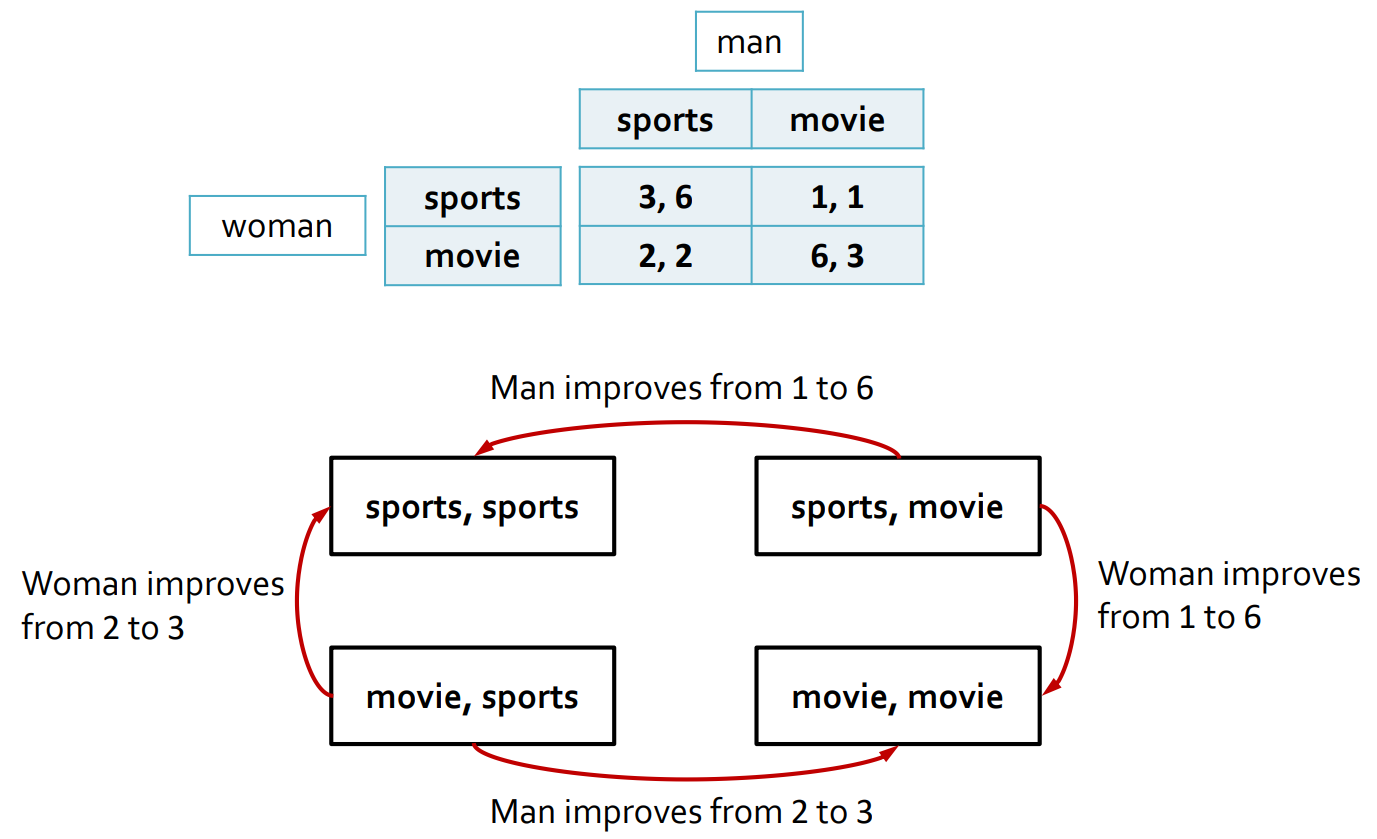 man
sports movie
sports 3, 6 1, 1
woman
movie 2, 2 6, 3
Man improves from 1 to 6
sports, sports
sports, movie
Woman improves
from 2 to 3
Woman improves
from 1 to 6
movie, sports
movie, movie
Man improves from 2 to 3